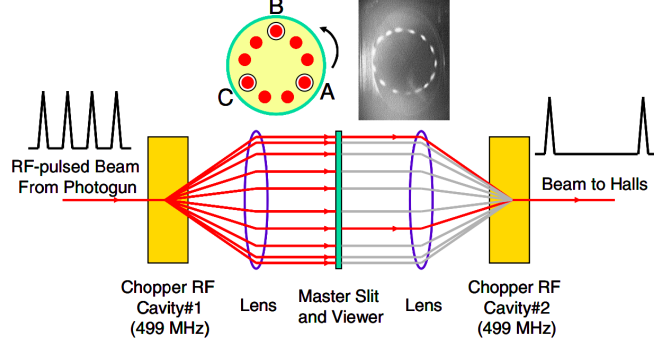 B
C
A
RF-pulsed Beam
From Photogun
Beam to Halls
Chopper RF
Cavity#1
(499 MHz)
Lens
Master Slit
and Viewer
Lens
Chopper RF
Cavity#2
(499 MHz)